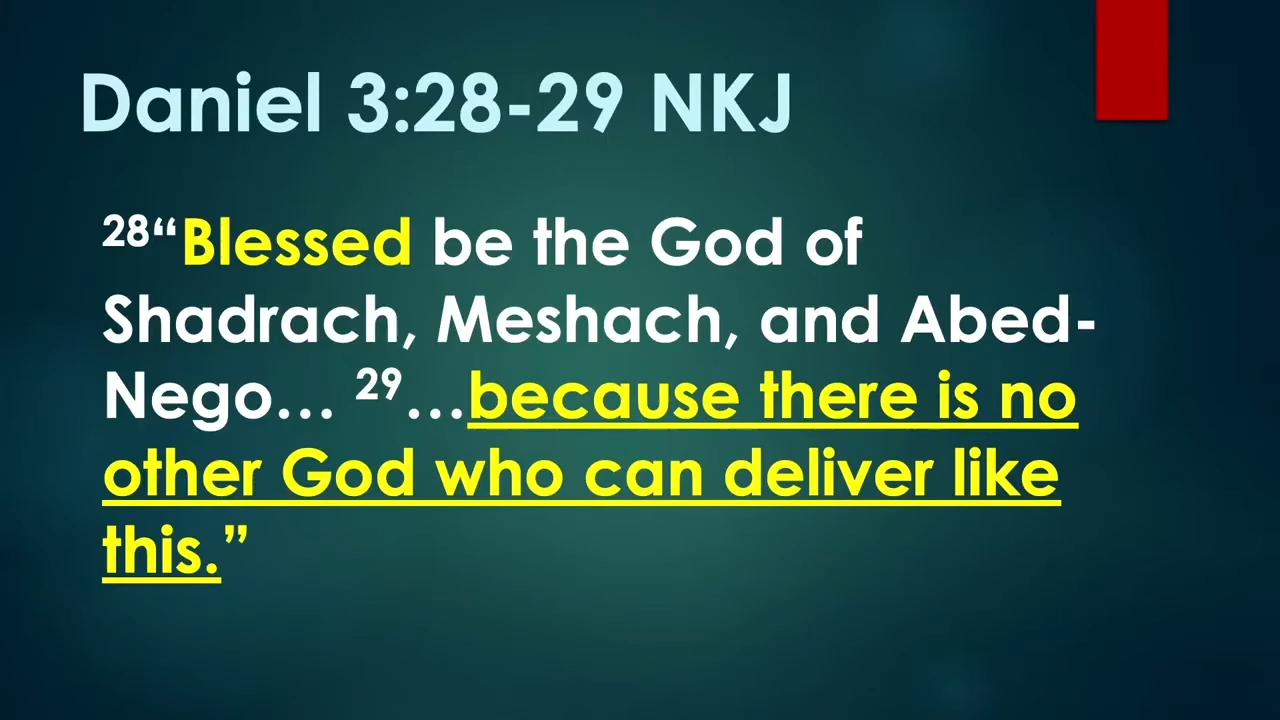 Daniel 3:28-29 NKJ
28“Blessed be the God of
Shadrach, Meshach, and Abed-
Nego… 29…because there is no
other God who can deliver like
this.”